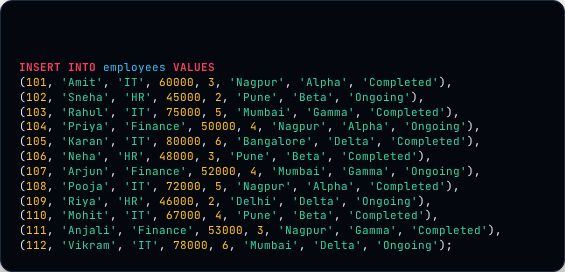 INSERT INTO employees VALUES
(101, 'Amit', 'IT', 60000, 3, 'Nagpur', 'Alpha', 'Completed'),
(102, 'Sneha', 'HR', 45000, 2, 'Pune', 'Beta', 'Ongoing'),
(103, 'Rahul', 'IT', 75000, 5, 'Mumbai', 'Gamma', 'Completed'),
(104, 'Priya', 'Finance', 50000, 4, 'Nagpur', 'Alpha', 'Ongoing'),
(105, 'Karan', 'IT', 80000, 6, 'Bangalore', 'Delta', 'Completed'),
(106, 'Neha', 'HR', 48000, 3, 'Pune', 'Beta', 'Completed'),
(107, 'Arjun', 'Finance', 52000, 4, 'Mumbai', 'Gamma', 'Ongoing'),
(108, 'Pooja', 'IT', 72000, 5, 'Nagpur', 'Alpha', 'Completed'),
(109, 'Riya', 'HR', 46000, 2, 'Delhi', 'Delta', 'Ongoing'),
(110, 'Mohit', 'IT', 67000, 4, 'Pune', 'Beta', 'Completed'),
(111, 'Anjali', 'Finance', 53000, 3, 'Nagpur', 'Gamma', 'Completed'),
(112, 'Vikram', 'IT', 78000, 6, 'Mumbai', 'Delta', 'Ongoing');